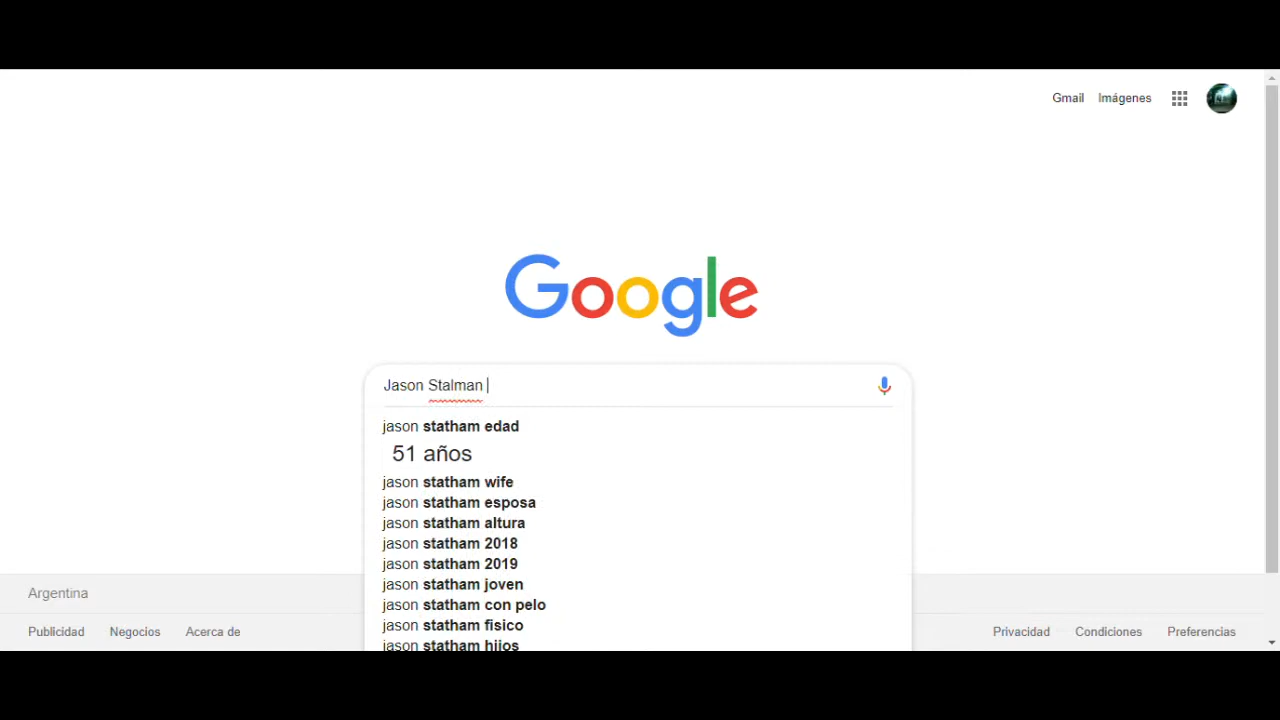 Gmail Imágenes
Google
Jason Stalman
jason statham edad
51 años
jason statham wife
jason statham esposa
jason statham altura
jason statham 2018
jason statham 2019
jason statham joven
jason statham con pelo
jason statham fisico
jason statham hijos
Argentina
Publicidad Negocios Acerca de
Privacidad Condiciones Preferencias